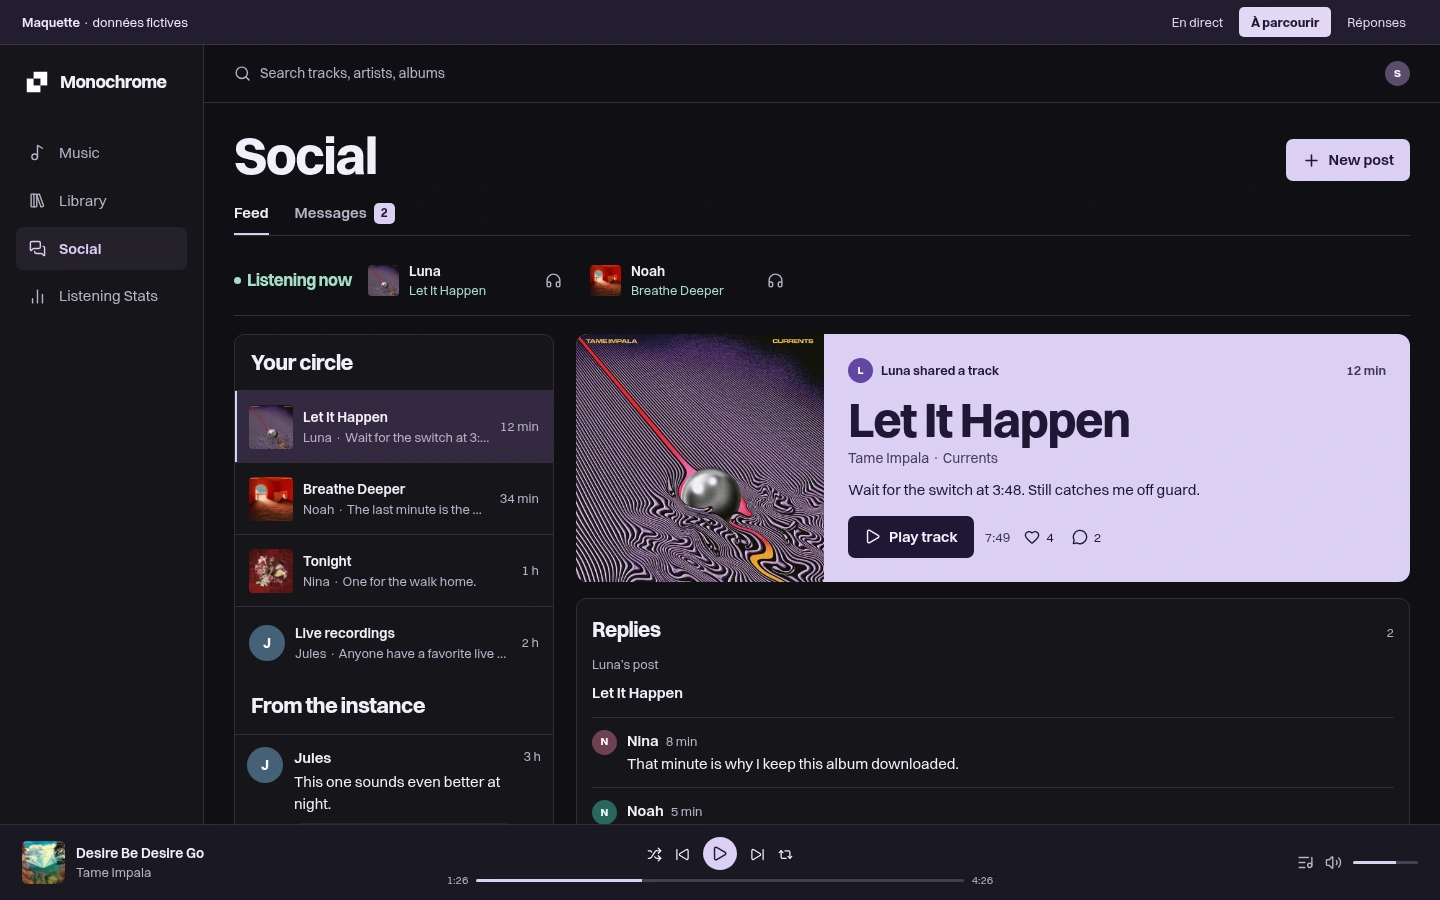 Maquette · données fictives
En direct
À parcourir
Réponses
Monochrome
Search tracks, artists, albums
S
Music
Library
Social
Listening Stats
Social
New post
Feed
Messages 2
Listening now
Luna
Let It Happen
Noah
Breathe Deeper
Your circle
Let It Happen
Luna · Wait for the switch at 3:...
12 min
Breathe Deeper
Noah · The last minute is the ...
34 min
Tonight
Nina · One for the walk home.
1 h
J
Live recordings
Jules · Anyone have a favorite live ...
2 h
From the instance
J
Jules
3 h
This one sounds even better at
night.
TAME IMPALA
CURRENTS
L
Luna shared a track
12 min
Let It Happen
Tame Impala · Currents
Wait for the switch at 3:48. Still catches me off guard.
Play track
7:49
4
2
Replies
2
Luna's post
Let It Happen
N
Nina 8 min
That minute is why I keep this album downloaded.
N
Noah 5 min
Desire Be Desire Go
Tame Impala
1:26
4:26